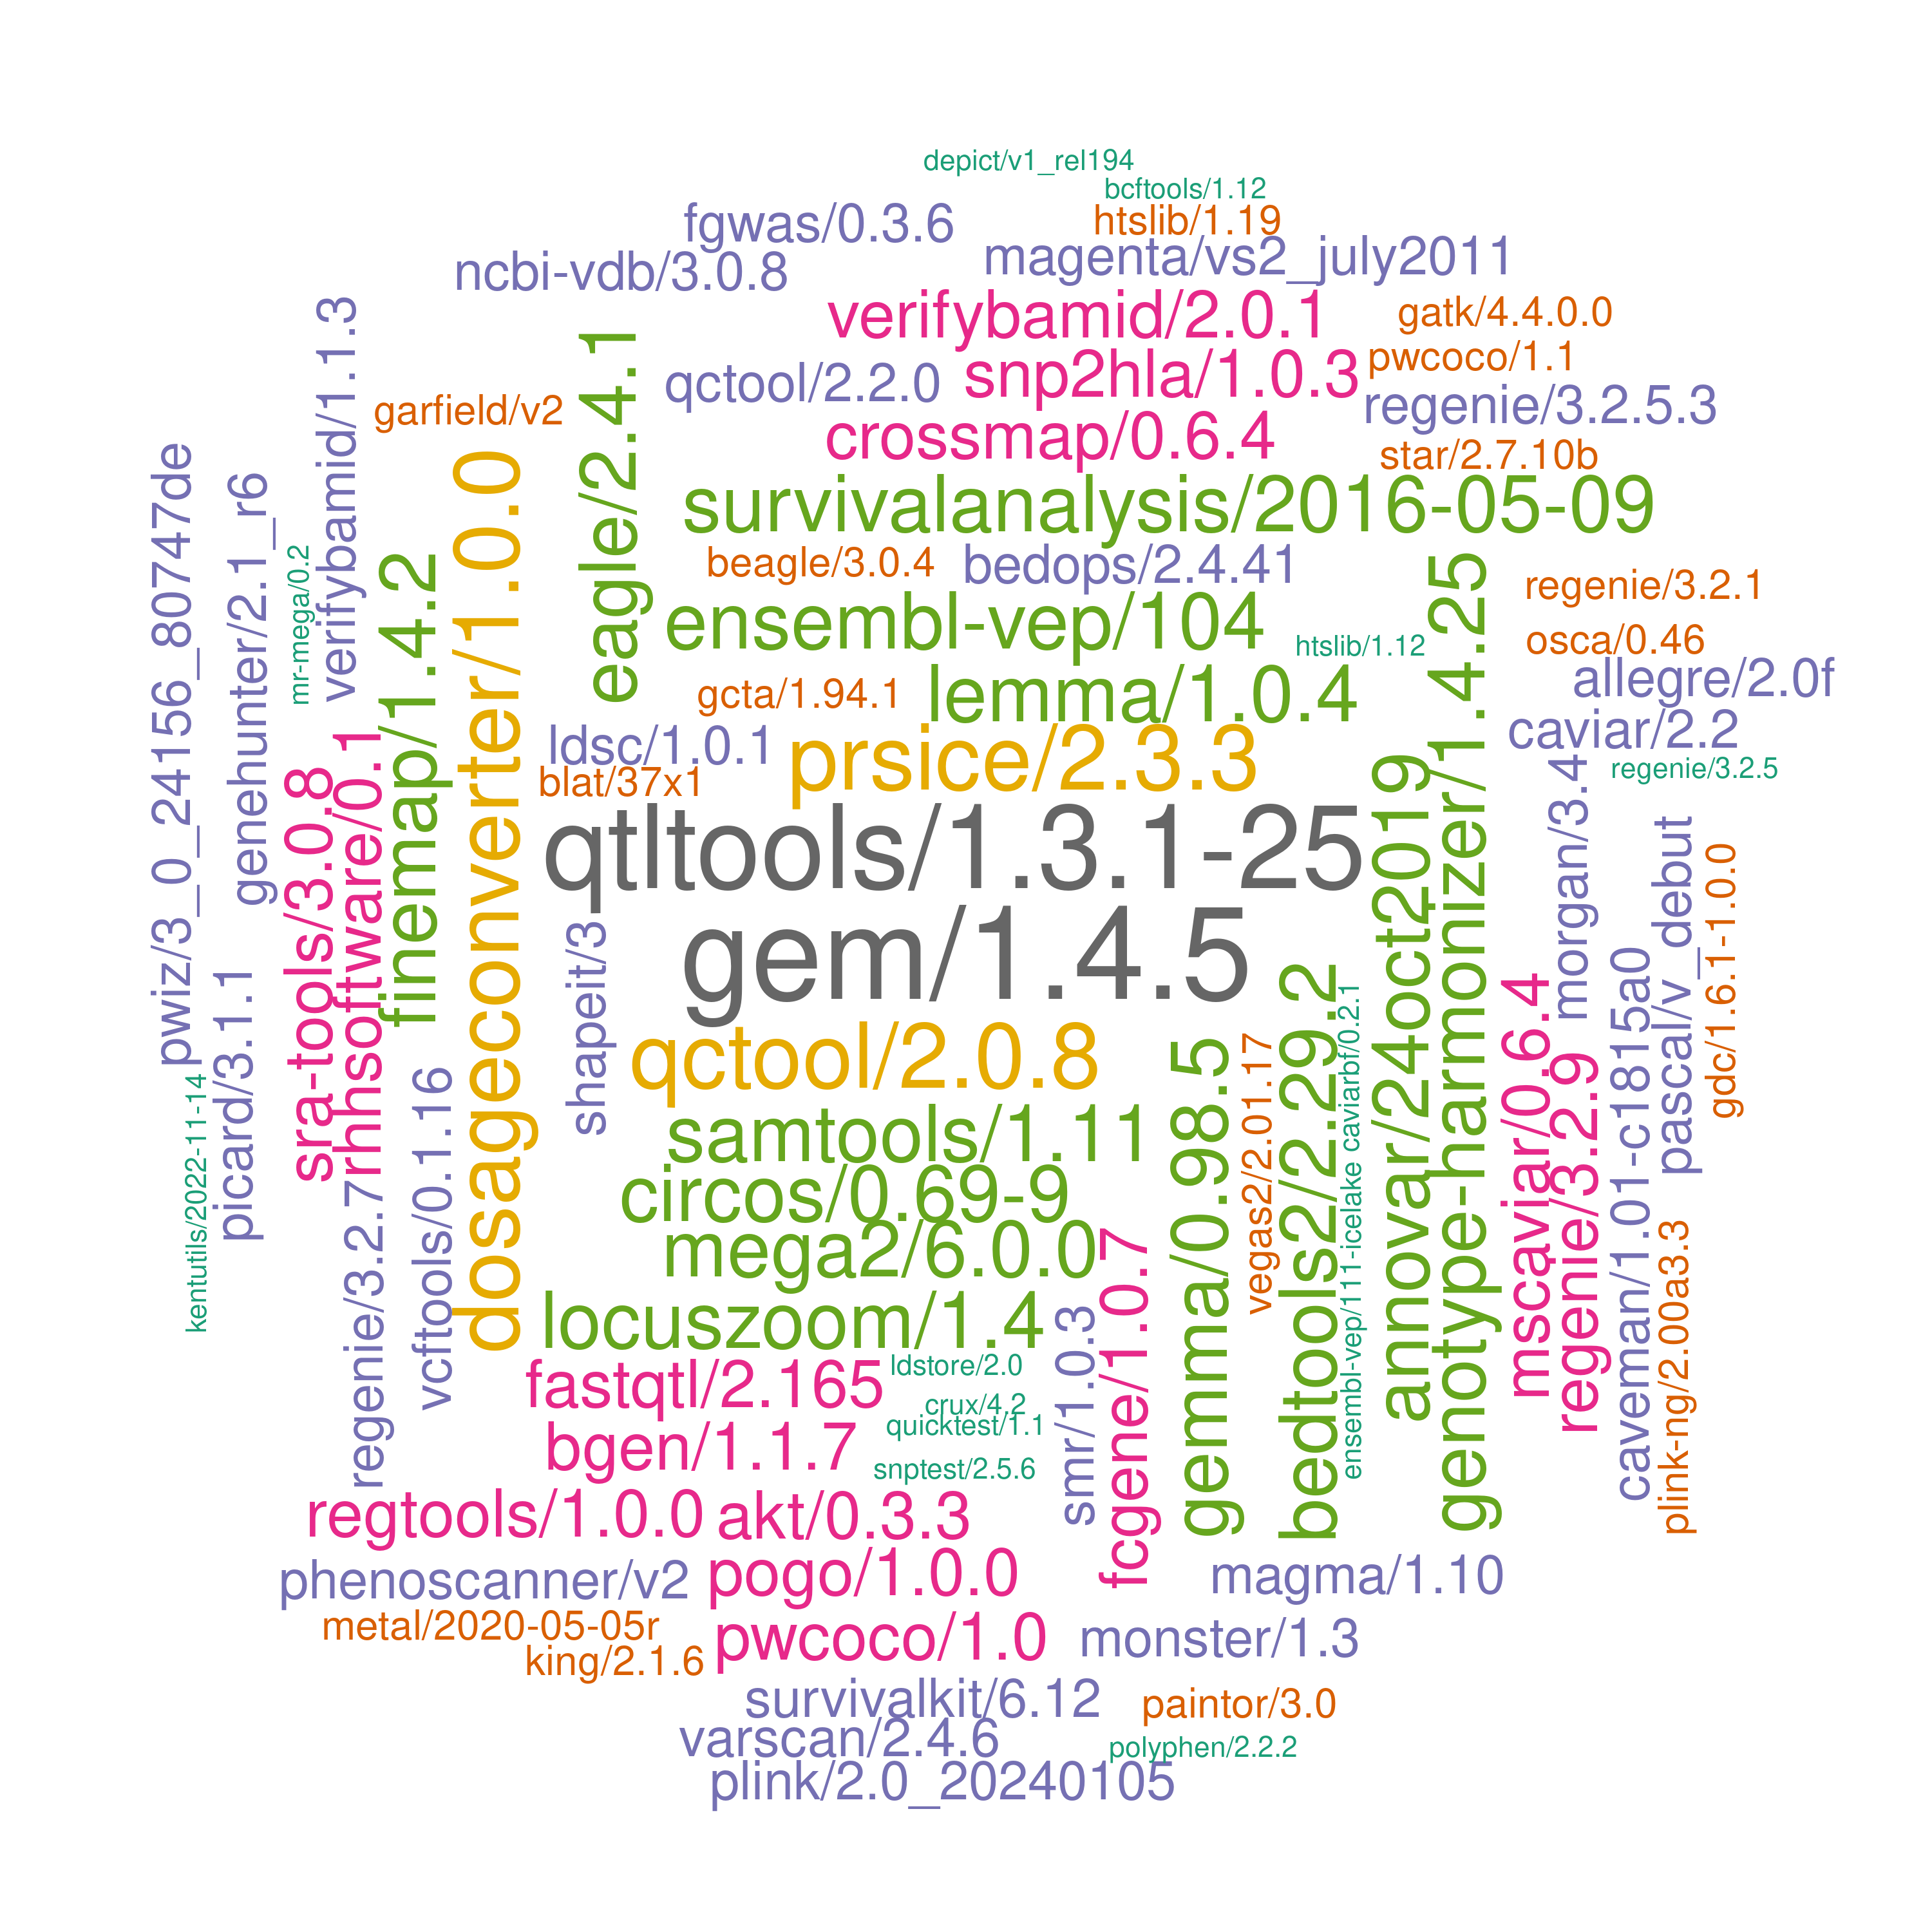 depict/v1_rel194
bcftools/1.12
fgwas/0.3.6
htslib/1.19
magenta/vs2_july2011
ncbi-vdb/3.0.8
verifybamid/2.0.1
gatk/4.4.0.0
pwcoco/1.1
snp2hla/1.0.3
qctool/2.2.0
regenie/3.2.5.3
garfield/v2
crossmap/0.6.4
star/2.7.10b
survivalanalysis/2016-05-09
beagle/3.0.4
bedops/2.4.41
regenie/3.2.1
ensembl-vep/104
htslib/1.12
osca/0.46
allegre/2.0f
gcta/1.94.1
lemma/1.0.4
caviar/2.2
ldsc/1.0.1
prsice/2.3.3
regenie/3.2.5
blat/37x1
qtltools/1.3.1-25
gem/1.4.5
qctool/2.0.8
samtools/1.11
circos/0.69-9
mega2/6.0.0
locuszoom/1.4
fastqtl/2.165
ldstore/2.0
crux/4.2
quicktest/1.1
bgen/1.1.7
snptest/2.5.6
regtools/1.0.0
akt/0.3.3
phenoscanner/v2
pogo/1.0.0
magma/1.10
metal/2020-05-05r
pwcoco/1.0
monster/1.3
king/2.1.6
survivalkit/6.12
paintor/3.0
varscan/2.4.6
polyphen/2.2.2
plink/2.0_20240105
pwiz/3_0_24156_80747de
kentutils/2022-11-14
genehunter/2.1_r6
picard/3.1.1
mr-mega/0.2
sra-tools/3.0.8
verifybamid/1.1.3
rhhsoftware/0.1
regenie/3.2.7
finemap/1.4.2
vcftools/0.1.16
dosageconverter/1.0.0
eagle/2.4.1
shapeit/3
smr/1.0.3
fcgene/1.0.7
gemma/0.98.5
vegas2/2.01.17
bedtools2/2.29.2
caviarbf/0.2.1
ensembl-vep/111-icelake
annovar/24oct2019
genotype-harmonizer/1.4.25
mscaviar/0.6.4
regenie/3.2.9
morgan/3.4
caveman/1.01-c1815a0
pascal/v_debut
plink-ng/2.00a3.3
gdc/1.6.1-1.0.0